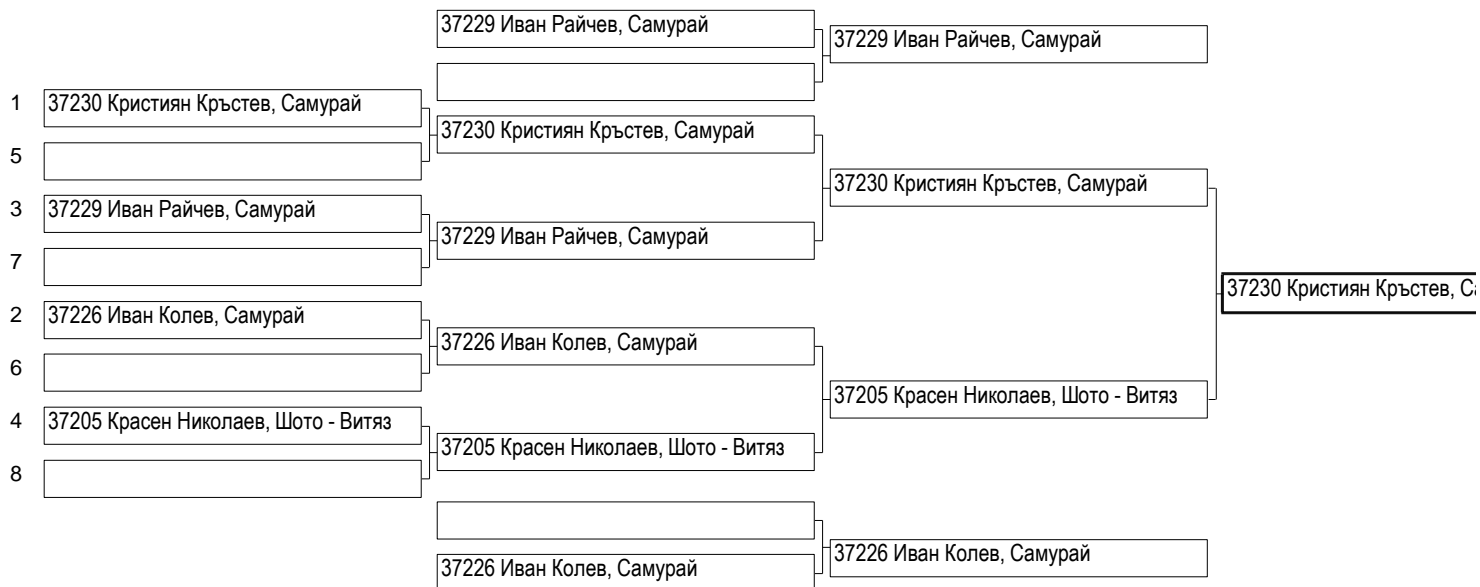 37229 Иван Райчев, Самурай
37229 Иван Райчев, Самурай
1 37230 Кристиян Кръстев, Самурай
37230 Кристиян Кръстев, Самурай
5
37230 Кристиян Кръстев, Самурай
3 37229 Иван Райчев, Самурай
37229 Иван Райчев, Самурай
7
37230 Кристиян Кръстев, Са
2 37226 Иван Колев, Самурай
37226 Иван Колев, Самурай
6
37205 Красен Николаев, Шото - Витяз
4 37205 Красен Николаев, Шото - Витяз
37205 Красен Николаев, Шото - Витяз
8
37226 Иван Колев, Самурай
37226 Иван Колев, Самурай